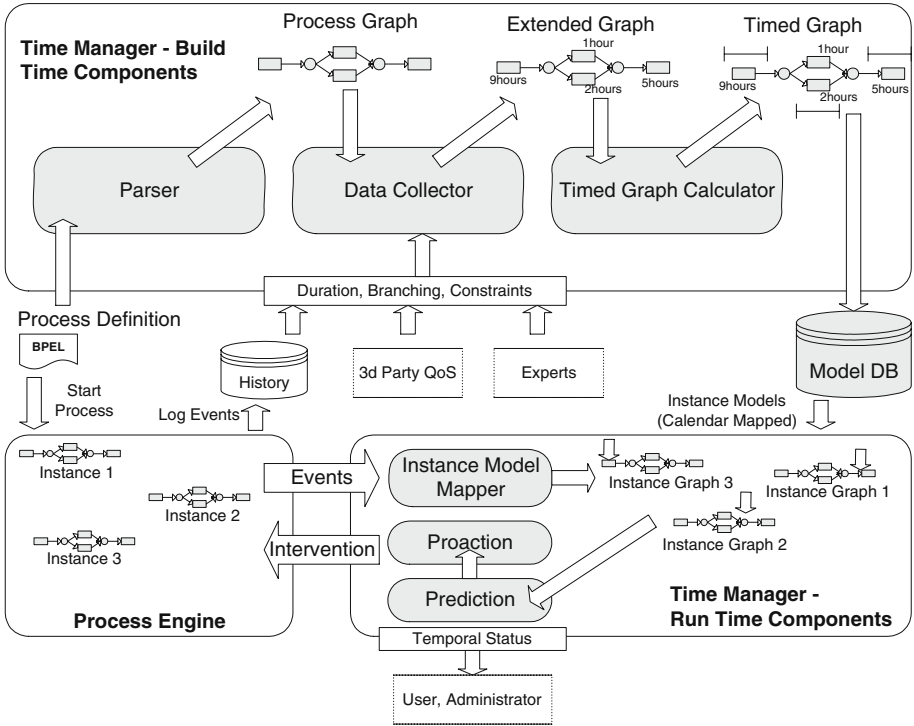 Process Graph
Extended Graph
Timed Graph
Time Manager - Build
Time Components
1hour
9hours
2hours
5hours
1hour
9hours
2hours
5hours
Parser
Data Collector
Timed Graph Calculator
Duration, Branching, Constraints
Process Definition
BPEL
History
3d Party QoS
Experts
Model DB
Start
Process
Log Events
Instance Models
(Calendar Mapped)
Instance 1
Instance 2
Instance 3
Events
Intervention
Process Engine
Instance Model
Mapper
Instance Graph 3
Instance Graph 1
Instance Graph 2
Proaction
Prediction
Time Manager -
Run Time Components
Temporal Status
User, Administrator